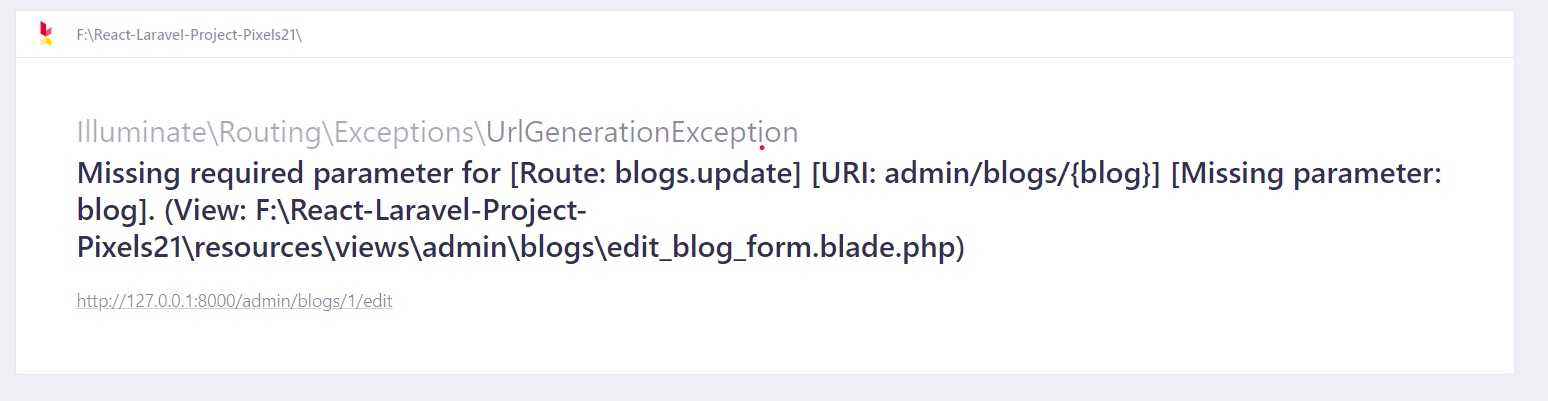 F:\React-Laravel-Project-Pixels21\
Illuminate\Routing\Exceptions\UrlGenerationException
Missing required parameter for [Route: blogs.update] [URI: admin/blogs/{blog}] [Missing parameter:
blog]. (View: F:\React-Laravel-Project-
Pixels21\resources\views\admin\blogs\edit_blog_form.blade.php)
http://127.0.0.1:8000/admin/blogs/1/edit